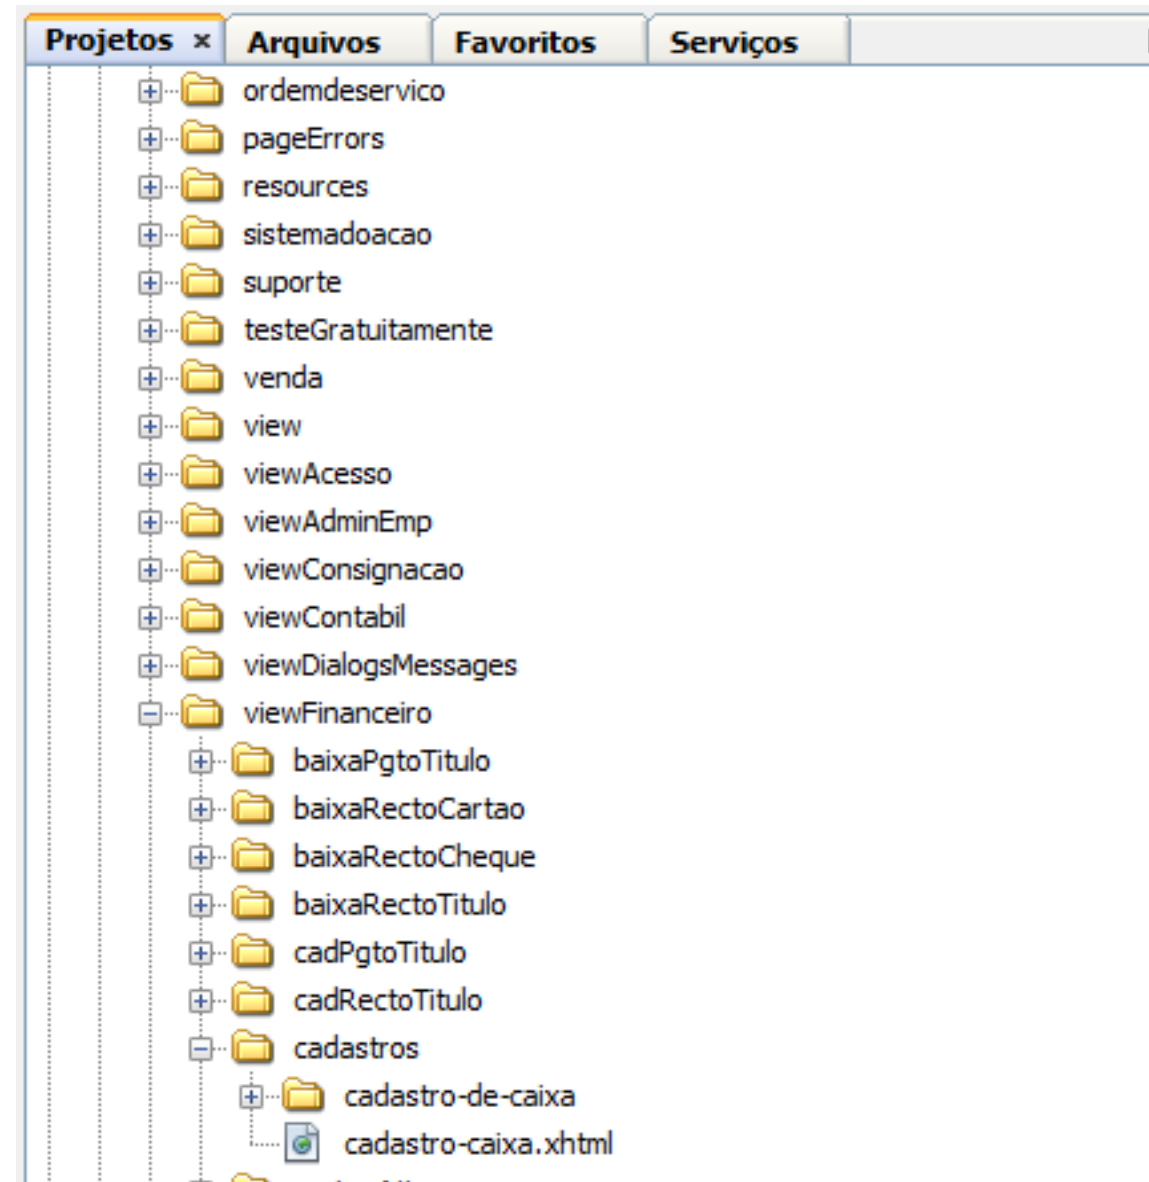 Projetos × Arquivos Favoritos Serviços
ordemdeservico
pageErrors
resources
sistemadoacao
suporte
testeGratuitamente
venda
view
viewAcesso
viewAdminEmp
viewConsignacao
viewContabil
viewDialogsMessages
viewFinanceiro
baixaPgtoTitulo
baixaRectoCartao
baixaRectoCheque
baixaRectoTitulo
cadPgtoTitulo
cadRectoTitulo
cadastros
cadastro-de-caixa
cadastro-caixa.xhtml